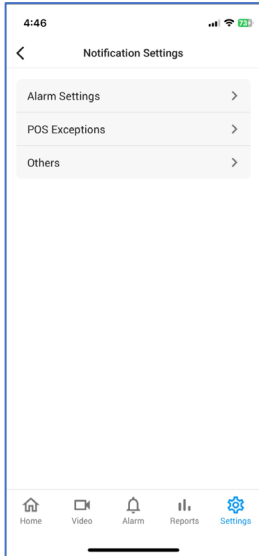 4:46
73
Notification Settings
Alarm Settings
POS Exceptions
Others
Home Video Alarm Reports Settings